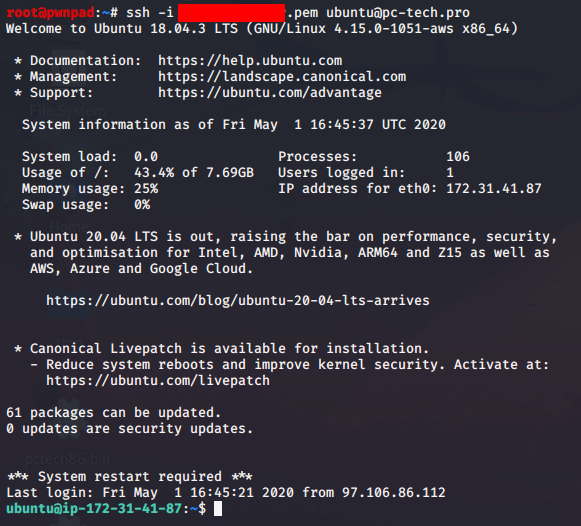 root@pwnpad:~# ssh -i .pem ubuntu@pc-tech.pro
Welcome to Ubuntu 18.04.3 LTS (GNU/Linux 4.15.0-1051-aws x86_64)
* Documentation: https://help.ubuntu.com
* Management: https://landscape.canonical.com
* Support: https://ubuntu.com/advantage
System information as of Fri May 1 16:45:37 UTC 2020
System load: 0.0 Processes: 106
Usage of /: 43.4% of 7.69GB Users logged in: 1
Memory usage: 25% IP address for eth0: 172.31.41.87
Swap usage: 0%
* Ubuntu 20.04 LTS is out, raising the bar on performance, security,
and optimisation for Intel, AMD, Nvidia, ARM64 and Z15 as well as
AWS, Azure and Google Cloud.
https://ubuntu.com/blog/ubuntu-20-04-lts-arrives
* Canonical Livepatch is available for installation.
- Reduce system reboots and improve kernel security. Activate at:
https://ubuntu.com/livepatch
61 packages can be updated.
0 updates are security updates.
pctech86.bin
*** System restart required ***
Last login: Fri May 1 16:45:21 2020 from 97.106.86.112
ubuntu@ip-172-31-41-87:~$